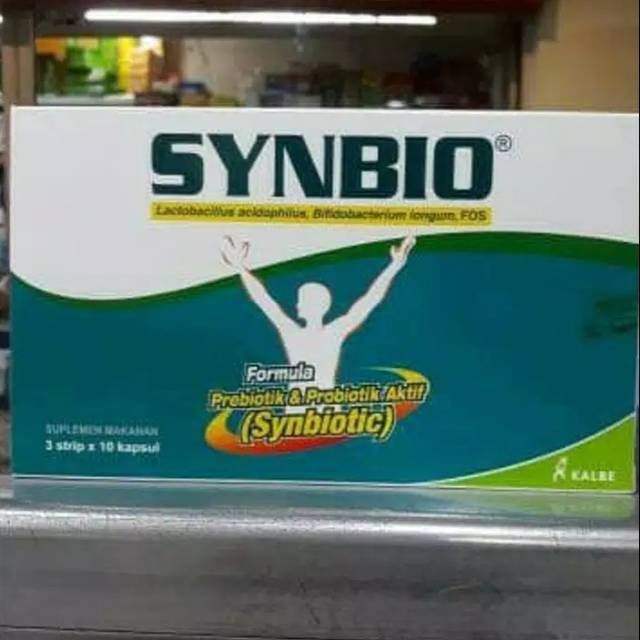 SYNBIO®
Lactobacillus acidophilus, Bifidobacterium longum, FOS
Formula
Prebiotik & Probiotik Aktif
(Synbiotic)
SUPLEMEN MAKANAN
3 strip x 10 kapsul
KALBE